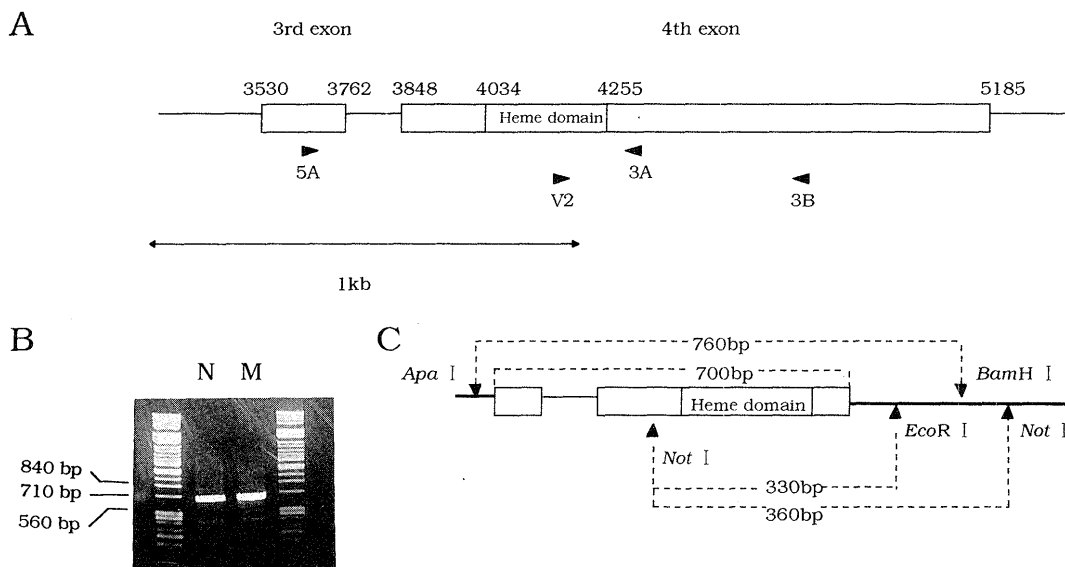 A
3rd exon 4th exon
3530 3762 3848 4034 4255 5185
Heme domain
5A 3A
V2 3B
1kb
B
N M
840 bp
710 bp
560 bp
C
760bp
Apa I 700bp BamH I
Heme domain
Not I EcoR I Not I
330bp
360bp